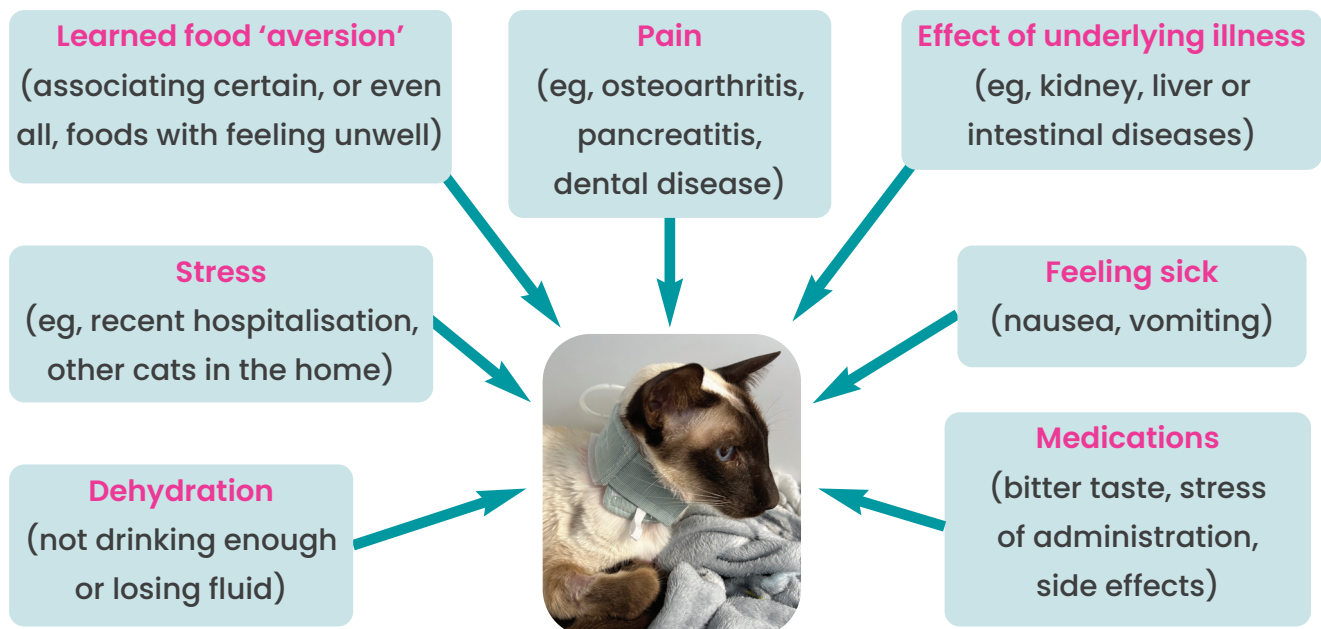 Learned food ‘aversion’
(associating certain, or even
all, foods with feeling unwell)
Pain
(eg, osteoarthritis,
pancreatitis,
dental disease)
Effect of underlying illness
(eg, kidney, liver or
intestinal diseases)
Stress
(eg, recent hospitalisation,
other cats in the home)
Feeling sick
(nausea, vomiting)
Dehydration
(not drinking enough
or losing fluid)
Medications
(bitter taste, stress
of administration,
side effects)